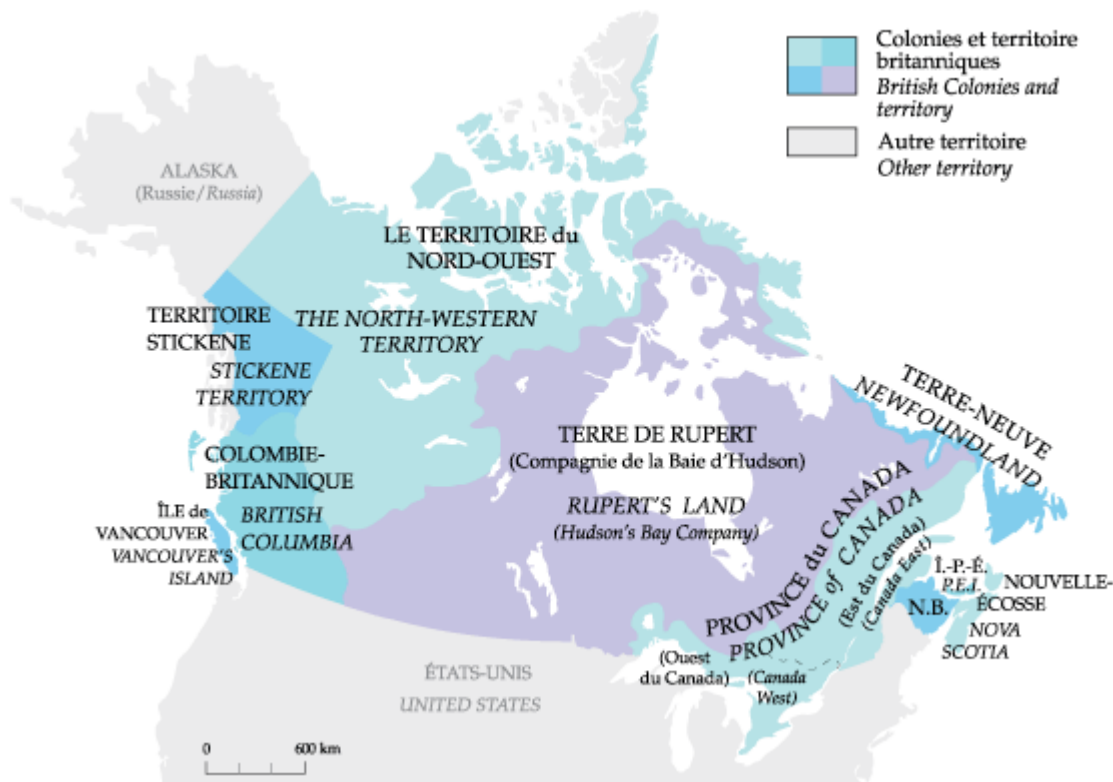 Colonies et territoire
britanniques
British Colonies and
territory
Autre territoire
Other territory
ALASKA
(Russie/Russia)
LE TERRITOIRE du
NORD-OUEST
THE NORTH-WESTERN
TERRITORY
TERRITOIRE
STICKENE
STICKENE
TERRITORY
TERRE-NEUVE
NEWFOUNDLAND
COLOMBIE-
BRITANNIQUE
BRITISH
COLUMBIA
TERRE DE RUPERT
(Compagnie de la Baie d'Hudson)
RUPERT'S LAND
(Hudson's Bay Company)
ÎLE de
VANCOUVER
VANCOUVER'S
ISLAND
PROVINCE du CANADA
PROVINCE of CANADA
(Est du Canada)
(Canada East)
Î.-P.-É.
P.E.I.
NOUVELLE-
ÉCOSSE
NOVA
SCOTIA
N.B.
(Ouest
du Canada)
(Canada
West)
ÉTATS-UNIS
UNITED STATES
0 600 km